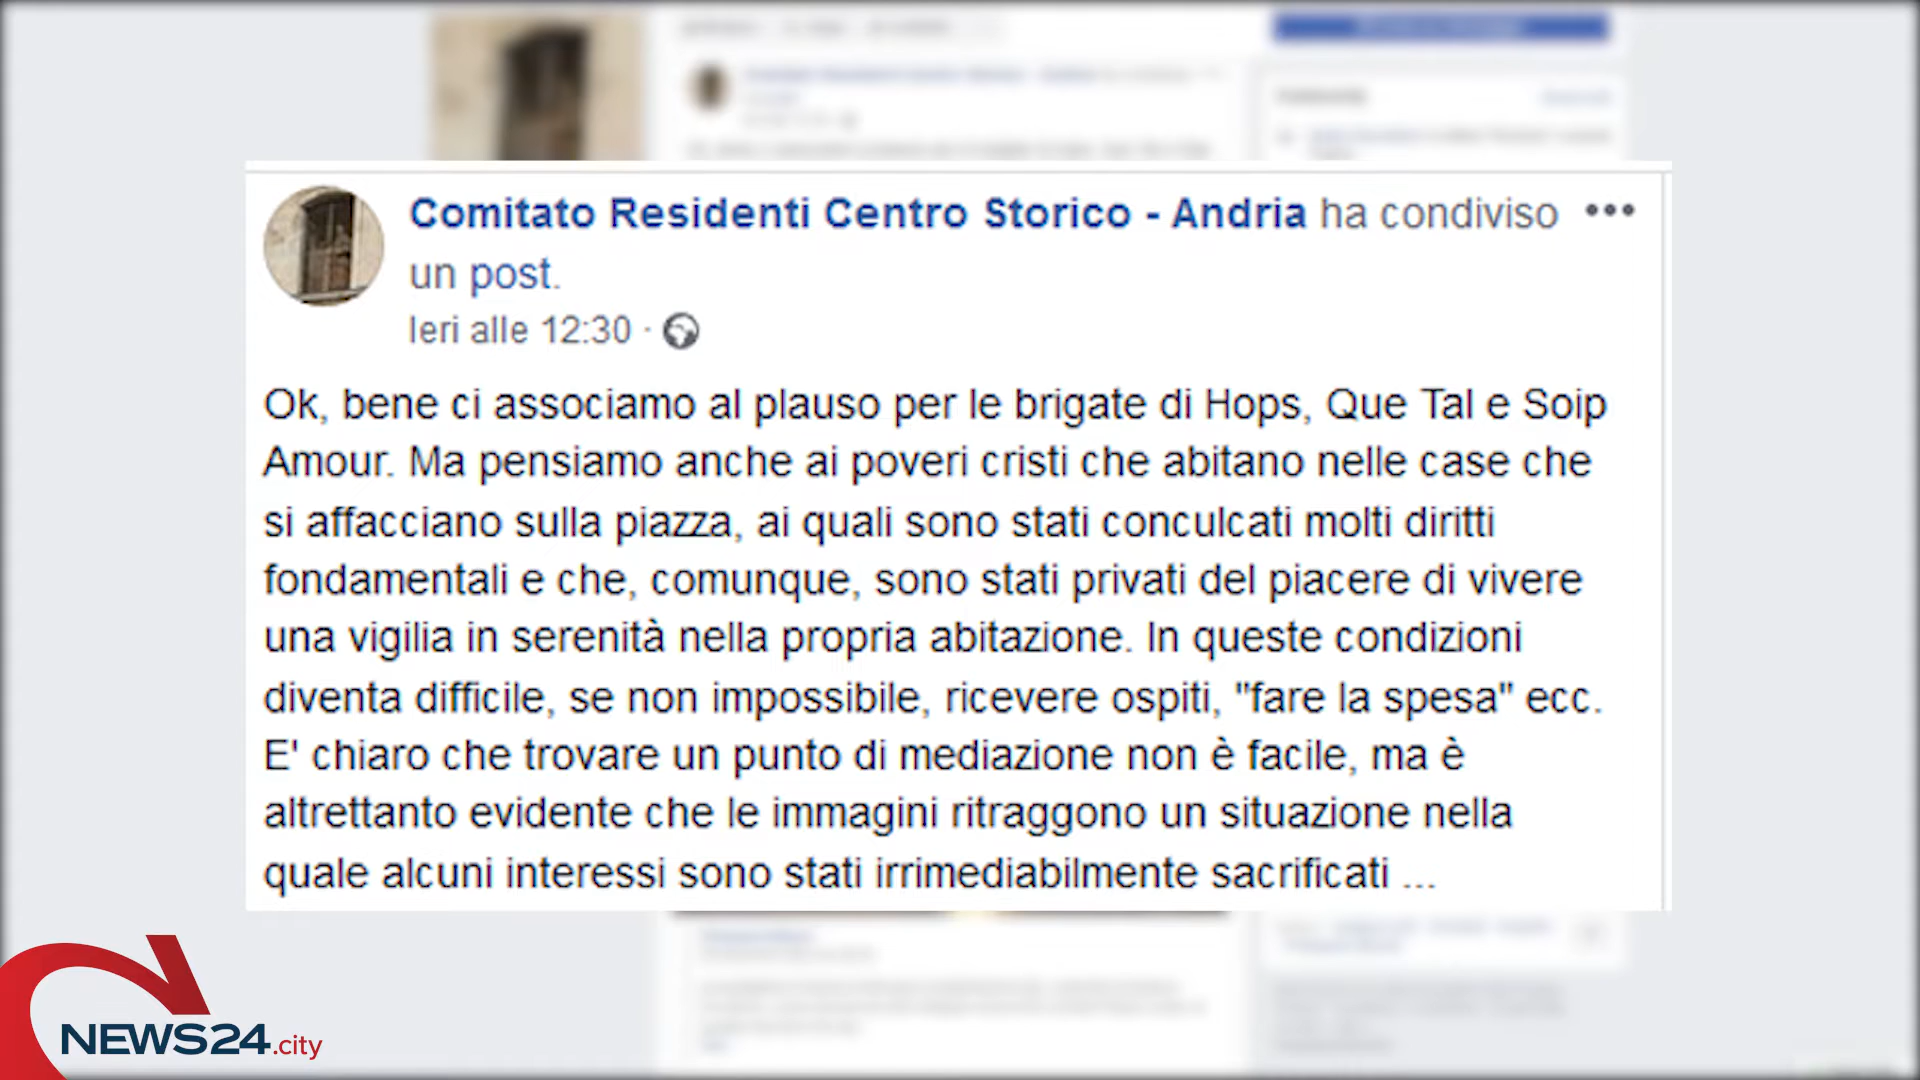 Comitato Residenti Centro Storico - Andria ha condiviso
un post.
Ieri alle 12:30 ·
Ok, bene ci associamo al plauso per le brigate di Hops, Que Tal e Soip
Amour. Ma pensiamo anche ai poveri cristi che abitano nelle case che
si affacciano sulla piazza, ai quali sono stati conculcati molti diritti
fondamentali e che, comunque, sono stati privati del piacere di vivere
una vigilia in serenità nella propria abitazione. In queste condizioni
diventa difficile, se non impossibile, ricevere ospiti, "fare la spesa" ecc.
E' chiaro che trovare un punto di mediazione non è facile, ma è
altrettanto evidente che le immagini ritraggono un situazione nella
quale alcuni interessi sono stati irrimediabilmente sacrificati ...
NEWS24.city